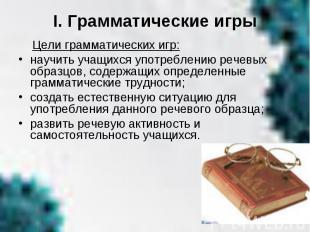 I. Грамматические игры
Цели грамматических игр:
• научить учащихся употреблению речевых
образцов, содержащих определенные
грамматические трудности;
• создать естественную ситуацию для
употребления данного речевого образца;
• развить речевую активность и
самостоятельность учащихся.